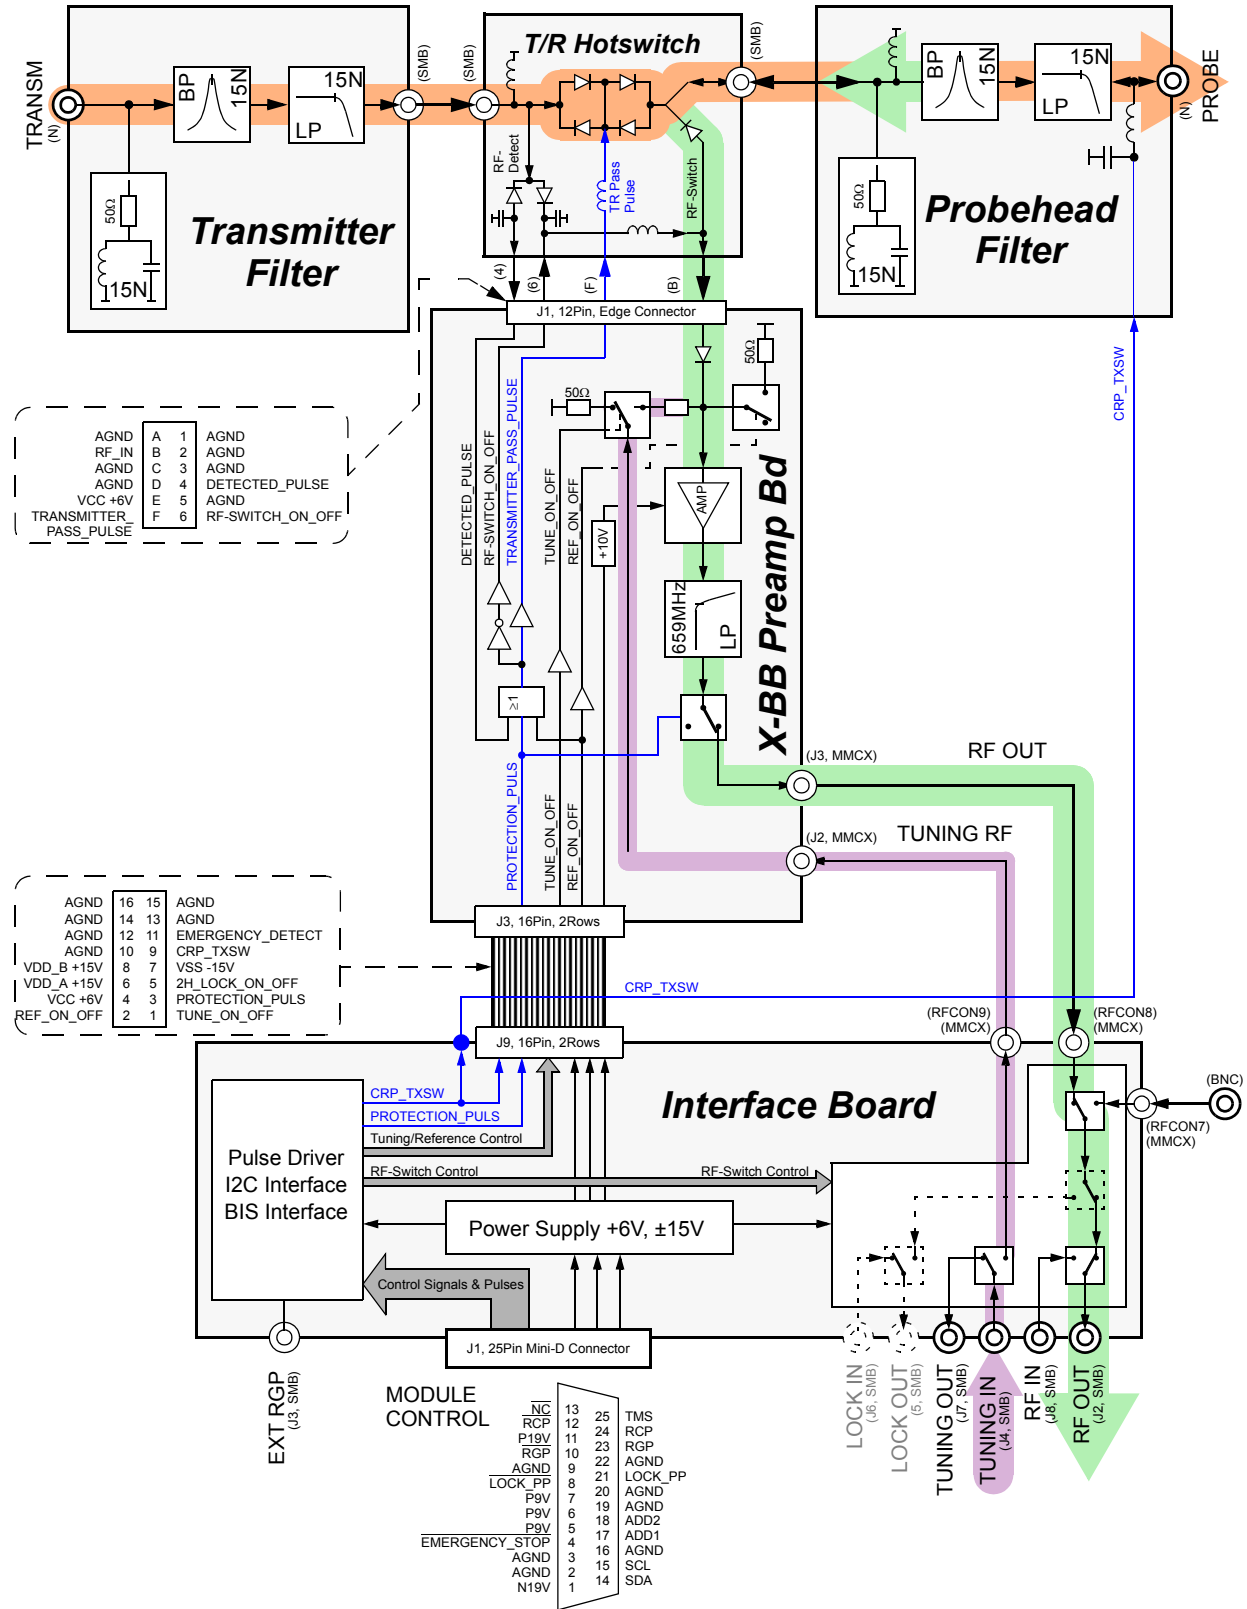 T/R Hotswitch
TRANSM
(N)
BP
15N
15N
LP
(SMB)
(SMB)
(SMB)
BP
15N
15N
LP
PROBE
(N)
50Ω
15N
Transmitter
Filter
RF-
Detect
TR Pass
Pulse
RF-Switch
50Ω
15N
Probehead
Filter
(4)
(6)
(F)
(B)
J1, 12Pin, Edge Connector
CRP_TXSW
AGND A 1 AGND
RF_IN B 2 AGND
AGND C 3 AGND
AGND D 4 DETECTED_PULSE
VCC +6V E 5 AGND
TRANSMITTER_ F 6 RF-SWITCH_ON_OFF
PASS_PULSE
50Ω
50Ω
DETECTED_PULSE
RF-SWITCH_ON_OFF
TRANSMITTER_PASS_PULSE
TUNE_ON_OFF
REF_ON_OFF
+10V
AMP
659MHz
LP
≥1
X-BB Preamp Bd
PROTECTION_PULS
TUNE_ON_OFF
REF_ON_OFF
(J3, MMCX)
RF OUT
(J2, MMCX)
TUNING RF
J3, 16Pin, 2Rows
AGND 16 15 AGND
AGND 14 13 AGND
AGND 12 11 EMERGENCY_DETECT
AGND 10 9 CRP_TXSW
VDD_B +15V 8 7 VSS -15V
VDD_A +15V 6 5 2H_LOCK_ON_OFF
VCC +6V 4 3 PROTECTION_PULS
REF_ON_OFF 2 1 TUNE_ON_OFF
CRP_TXSW
(RFCON9)
(MMCX)
(RFCON8)
(MMCX)
J9, 16Pin, 2Rows
CRP_TXSW
PROTECTION_PULS
Tuning/Reference Control
RF-Switch Control
RF-Switch Control
Interface Board
(BNC)
(RFCON7)
(MMCX)
Pulse Driver
I2C Interface
BIS Interface
Power Supply +6V, ±15V
Control Signals & Pulses
J1, 25Pin Mini-D Connector
EXT RGP
(J3, SMB)
LOCK IN
(J6, SMB)
LOCK OUT
(5, SMB)
TUNING OUT
(J7, SMB)
TUNING IN
(J4, SMB)
RF IN
(J8, SMB)
RF OUT
(J2, SMB)
MODULE
CONTROL
NC 13
25 TMS
RCP 12
24 RCP
P19V 11
23 RGP
RGP 10
22 AGND
AGND 9
21 LOCK_PP
LOCK_PP 8
20 AGND
P9V 7
19 AGND
P9V 6
18 ADD2
P9V 5
17 ADD1
EMERGENCY_STOP 4
16 AGND
AGND 3
15 SCL
AGND 2
14 SDA
N19V 1